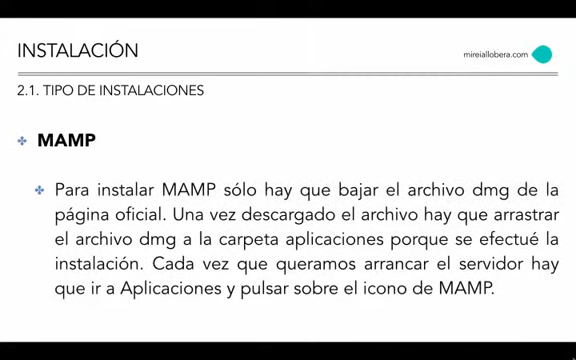 INSTALACIÓN
mireiallobera.com
2.1. TIPO DE INSTALACIONES
MAMP
Para instalar MAMP sólo hay que bajar el archivo dmg de la
página oficial. Una vez descargado el archivo hay que arrastrar
el archivo dmg a la carpeta aplicaciones porque se efectué la
instalación. Cada vez que queramos arrancar el servidor hay
que ir a Aplicaciones y pulsar sobre el icono de MAMP.